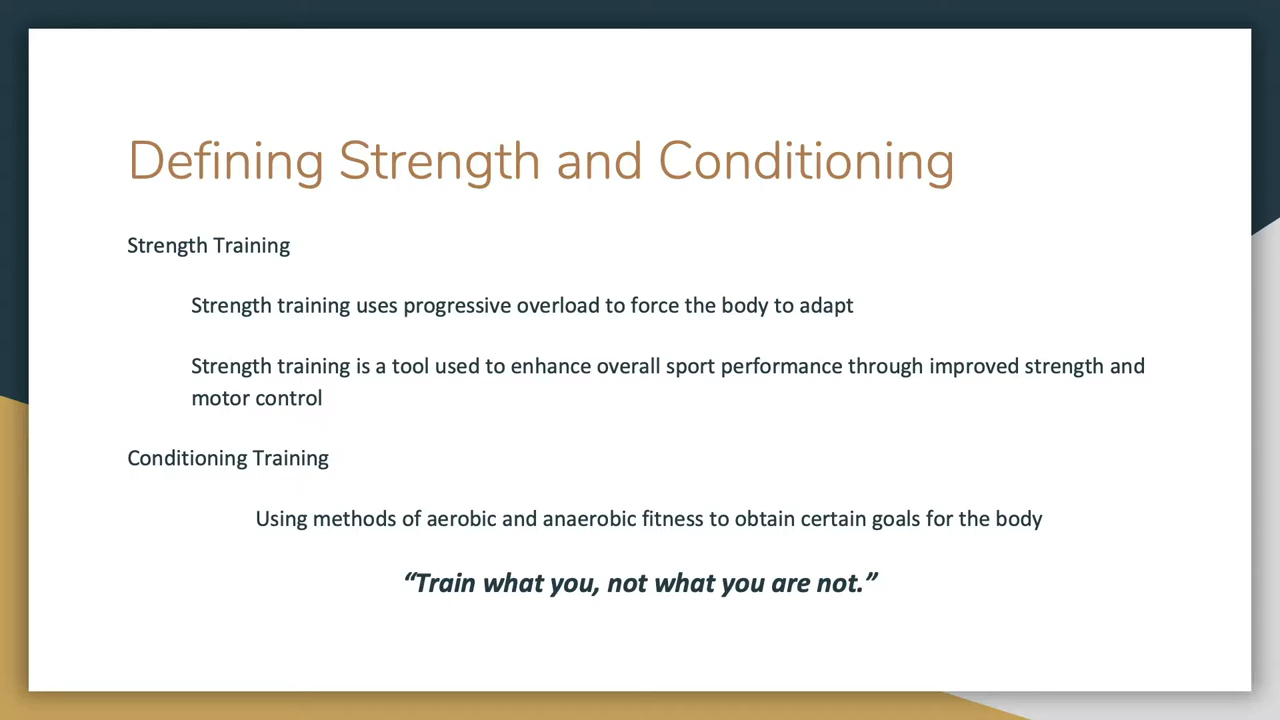 Defining Strength and Conditioning
Strength Training
Strength training uses progressive overload to force the body to adapt
Strength training is a tool used to enhance overall sport performance through improved strength and
motor control
Conditioning Training
Using methods of aerobic and anaerobic fitness to obtain certain goals for the body
“Train what you, not what you are not.”